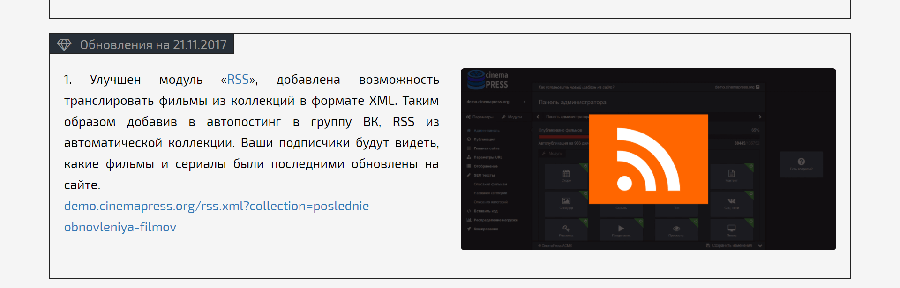 Обновления на 21.11.2017
1. Улучшен модуль «RSS», добавлена возможность
транслировать фильмы из коллекций в формате XML. Таким
образом добавив в автопостинг в группу ВК, RSS из
автоматической коллекции. Ваши подписчики будут видеть,
какие фильмы и сериалы были последними обновлены на
сайте.
demo.cinemapress.org/rss.xml?collection=poslednie-
obnovleniya-filmov
cinema
PRESS
Панель администратора